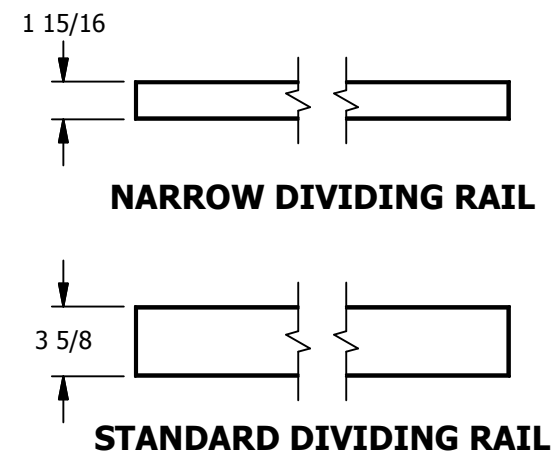 1 15/16
NARROW DIVIDING RAIL
3 5/8
STANDARD DIVIDING RAIL